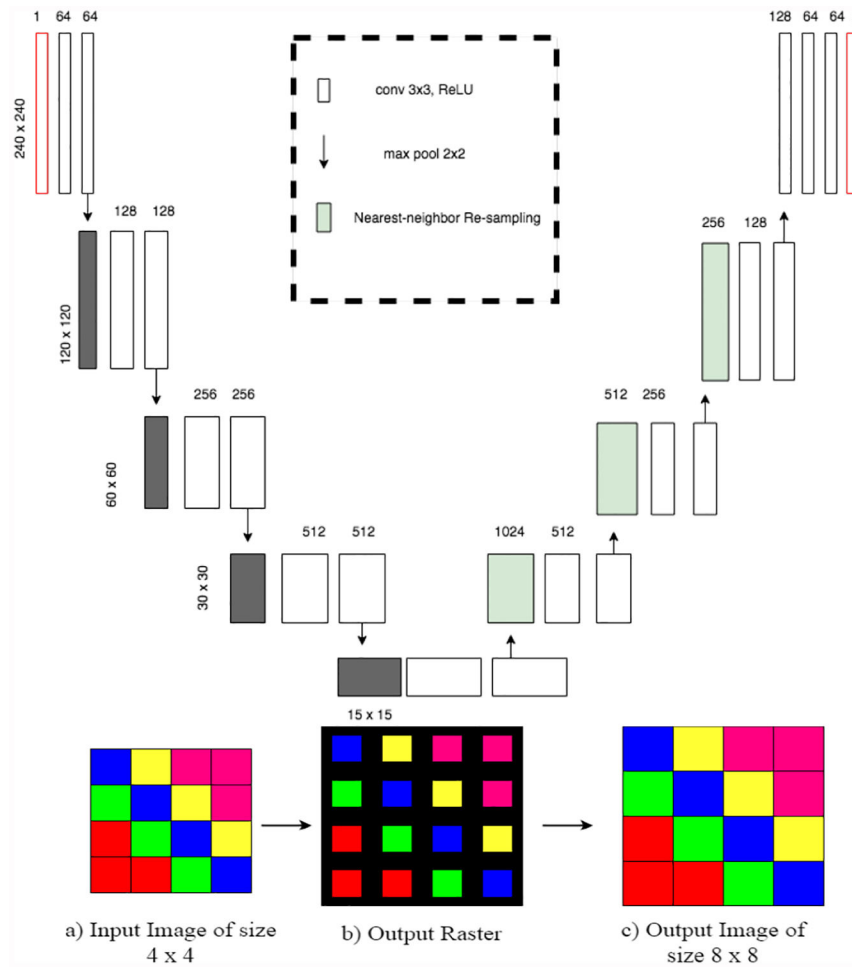 1 64 64
128 64 64
240 x 240
conv 3x3, ReLU
max pool 2x2
Nearest-neighbor Re-sampling
128 128
256 128
120 x 120
256 256
512 256
60 x 60
512 512
1024 512
30 x 30
15 x 15
a) Input Image of size
4 x 4
b) Output Raster
c) Output Image of
size 8 x 8